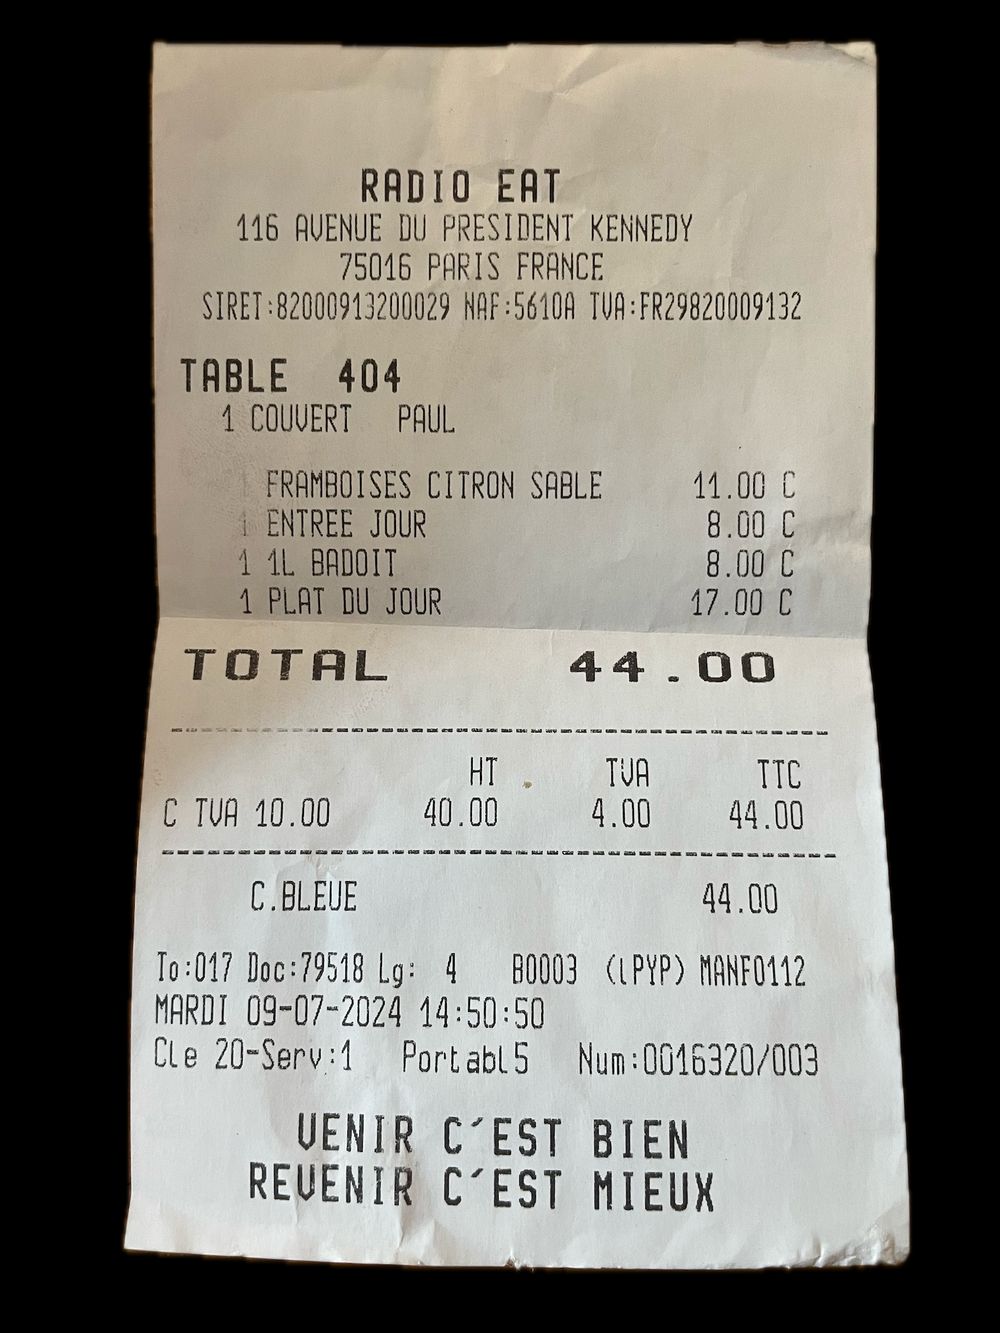 RADIO EAT
116 AVENUE DU PRESIDENT KENNEDY
75016 PARIS FRANCE
SIRET:82000913200029 NAF:5610A TVA:FR29820009132
TABLE 404
1 COUVERT PAUL
1 FRAMBOISES CITRON SABLE 11.00 C
1 ENTREE JOUR 8.00 C
1 1L BADOIT 8.00 C
1 PLAT DU JOUR 17.00 C
TOTAL 44.00
HT TVA TTC
C TVA 10.00 40.00 4.00 44.00
C.BLEUE 44.00
To:017 Doc:79518 Lg: 4 B0003 (lPYP) MANF0112
MARDI 09-07-2024 14:50:50
Cle 20-Serv:1 Portabl5 Num:0016320/003
VENIR C´EST BIEN
REVENIR C´EST MIEUX